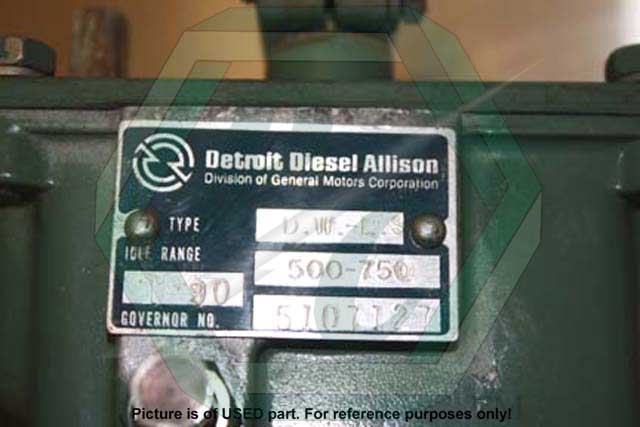 Detroit Diesel Allison
Division of General Motors Corporation
TYPE D.W.-L.S
IDLE RANGE 500-750
90
GOVERNOR NO. 5107127
Picture is of USED part. For reference purposes only!